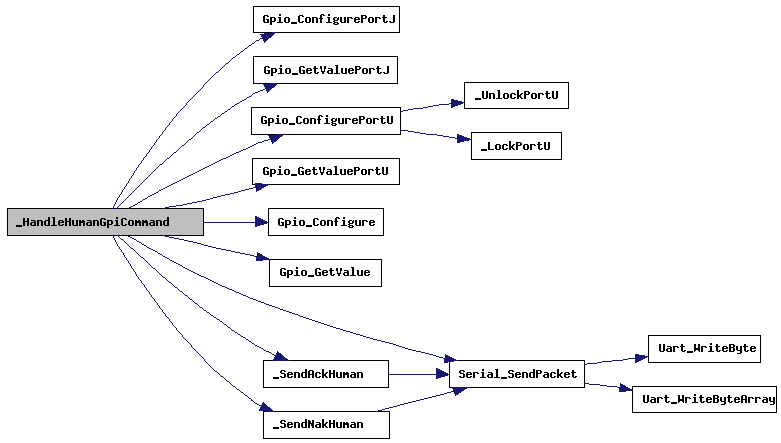 Gpio_ConfigurePortJ
Gpio_GetValuePortJ
_UnlockPortU
Gpio_ConfigurePortU
_LockPortU
Gpio_GetValuePortU
_HandleHumanGpiCommand
Gpio_Configure
Gpio_GetValue
Uart_WriteByte
_SendAckHuman
Serial_SendPacket
Uart_WriteByteArray
_SendNakHuman